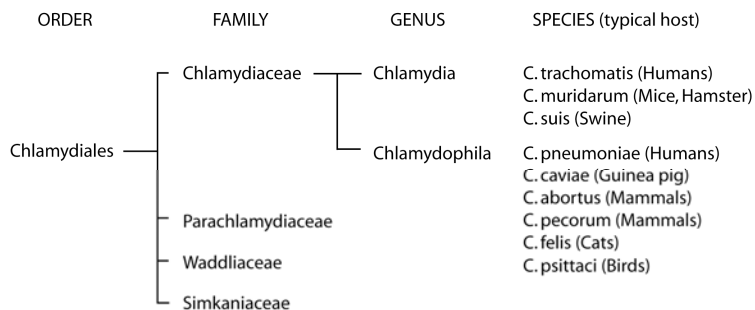 ORDER FAMILY GENUS SPECIES (typical host)
Chlamydiaceae Chlamydia C. trachomatis (Humans)
C. muridarum (Mice, Hamster)
C. suis (Swine)
Chlamydiales Chlamydophila C. pneumoniae (Humans)
C. caviae (Guinea pig)
C. abortus (Mammals)
Parachlamydiaceae C. pecorum (Mammals)
C. felis (Cats)
Waddliaceae C. psittaci (Birds)
Simkaniaceae